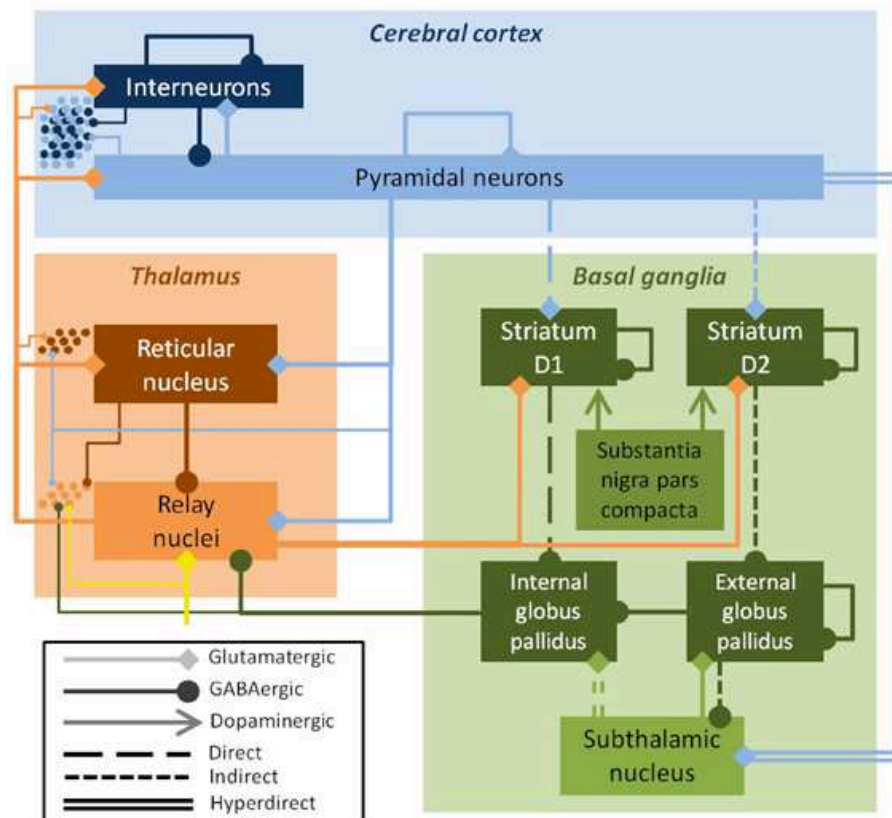 Cerebral cortex
Interneurons
Pyramidal neurons
Thalamus
Reticular
nucleus
Relay
nuclei
Basal ganglia
Striatum
D1
Striatum
D2
Substantia
nigra pars
compacta
Internal
globus
pallidus
External
globus
pallidus
Subthalamic
nucleus
Glutamatergic
GABAergic
Dopaminergic
Direct
Indirect
Hyperdirect